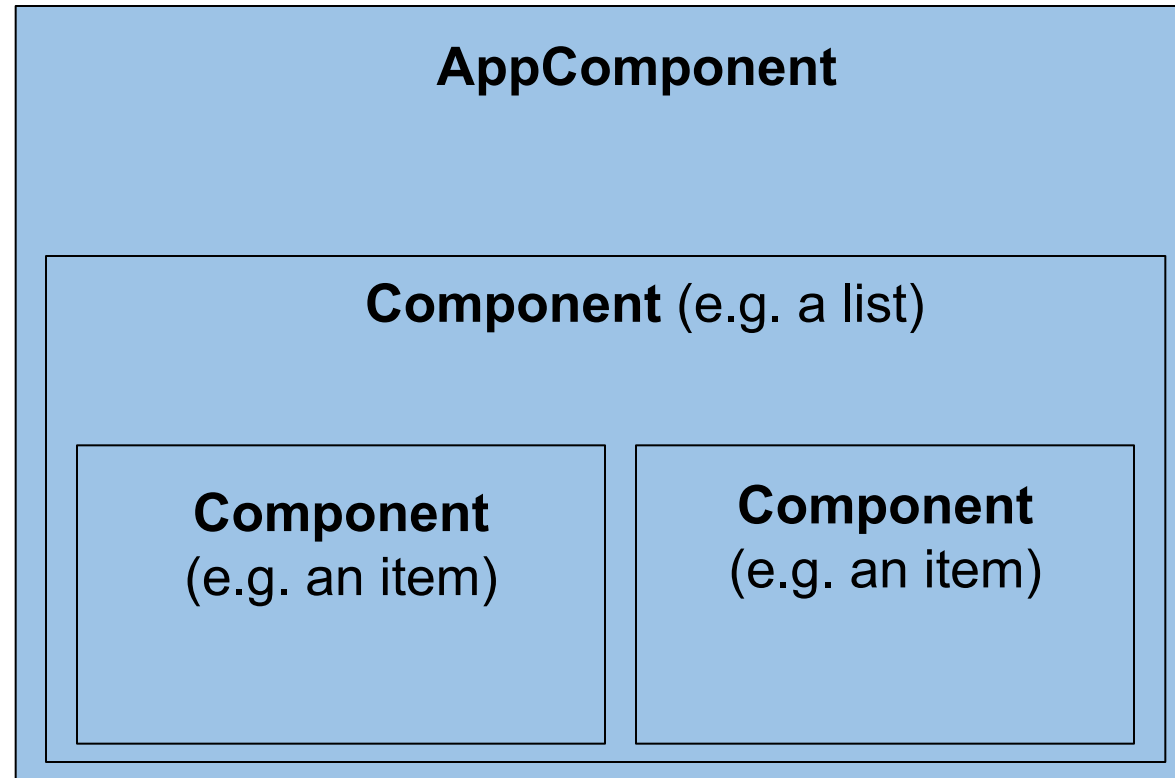 AppComponent
Component (e.g. a list)
Component
(e.g. an item)
Component
(e.g. an item)